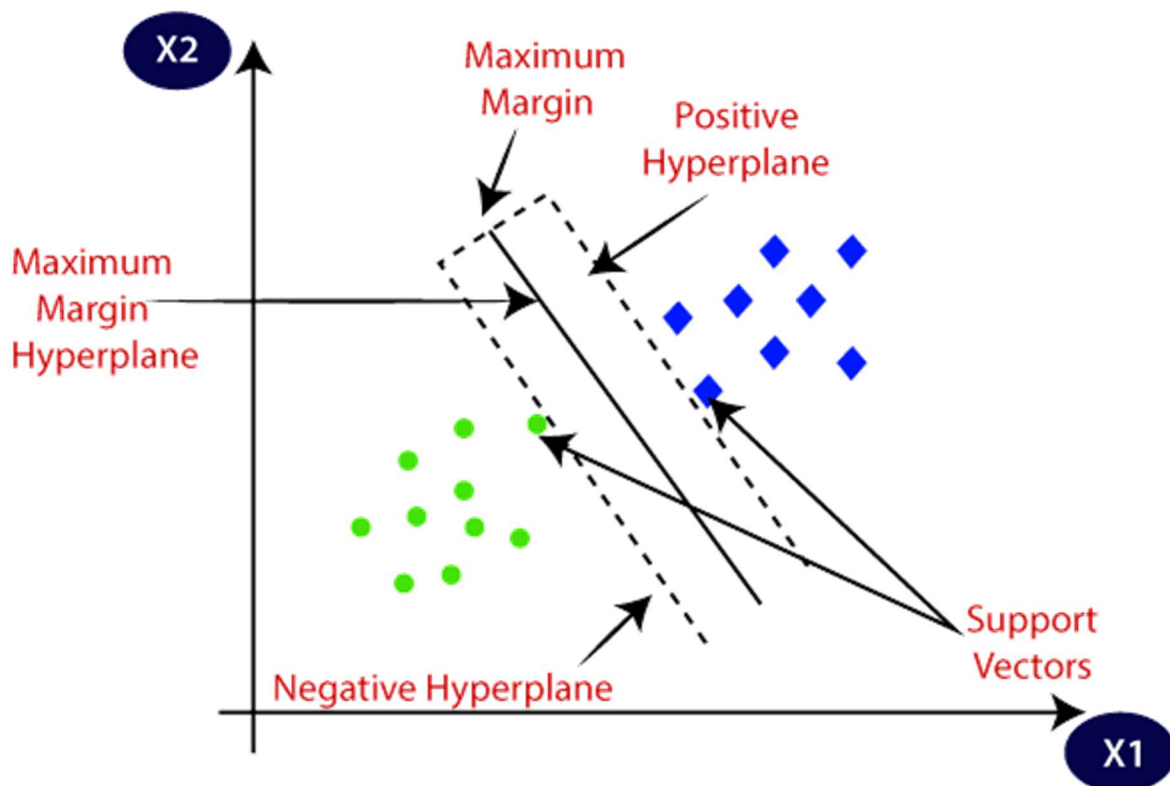 X2
Maximum
Margin
Positive
Hyperplane
Maximum
Margin
Hyperplane
Support
Vectors
Negative Hyperplane
X1